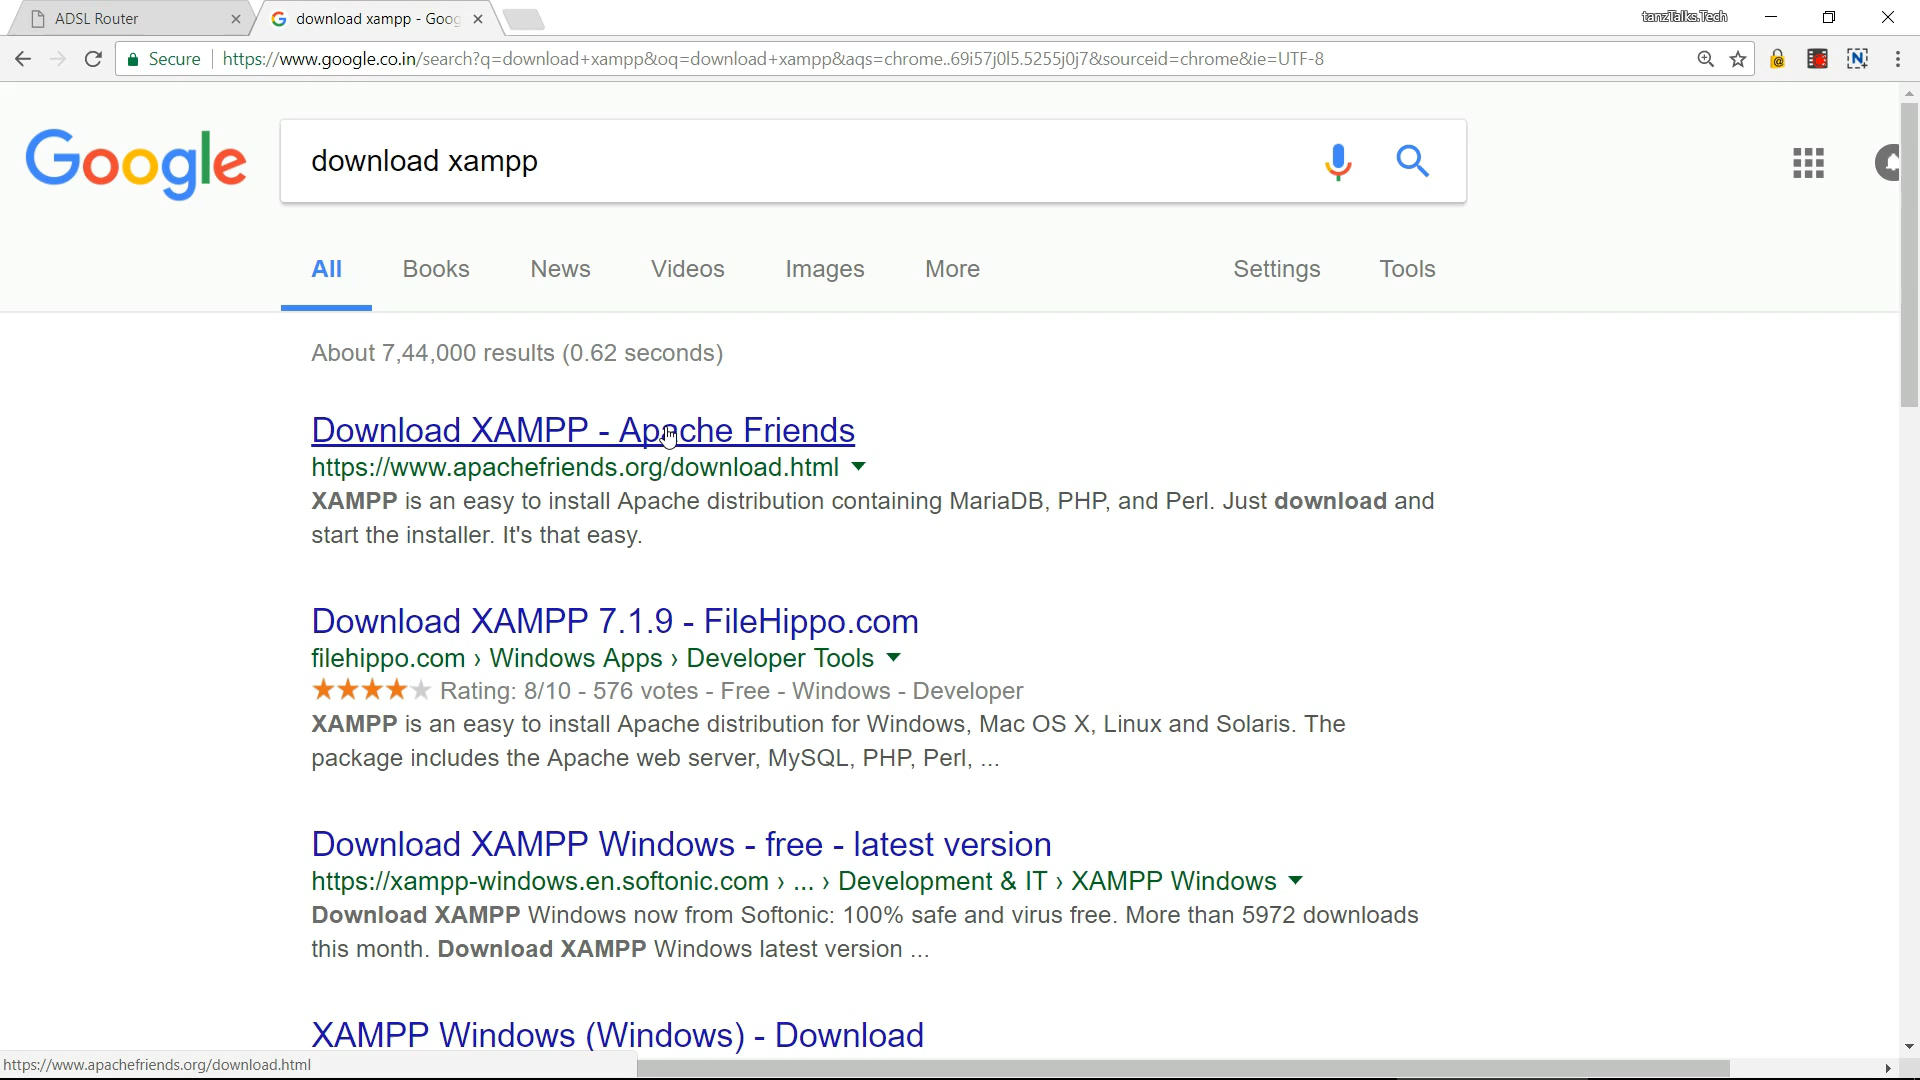 ADSL Router
download xampp - Goog
tanzTalks.Tech
Secure
https://www.google.co.in/search?q=download+xampp&oq=download+xampp&aqs=chrome..69i57j0l5.5255j0j7&sourceid=chrome&ie=UTF-8
Google
download xampp
All Books News Videos Images More Settings Tools
About 7,44,000 results (0.62 seconds)
Download XAMPP - Apache Friends
https://www.apachefriends.org/download.html
XAMPP is an easy to install Apache distribution containing MariaDB, PHP, and Perl. Just download and
start the installer. It's that easy.
Download XAMPP 7.1.9 - FileHippo.com
filehippo.com › Windows Apps › Developer Tools
Rating: 8/10 - 576 votes - Free - Windows - Developer
XAMPP is an easy to install Apache distribution for Windows, Mac OS X, Linux and Solaris. The
package includes the Apache web server, MySQL, PHP, Perl, ...
Download XAMPP Windows - free - latest version
https://xampp-windows.en.softonic.com › ... › Development & IT › XAMPP Windows
Download XAMPP Windows now from Softonic: 100% safe and virus free. More than 5972 downloads
this month. Download XAMPP Windows latest version ...
XAMPP Windows (Windows) - Download
https://www.apachefriends.org/download.html